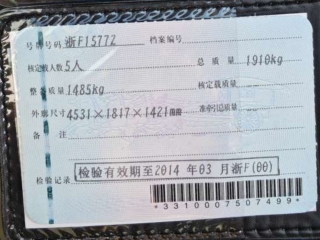 号牌号码 浙F15772 档案编号
核定载人数 5人 总质量 1910kg
整备质量 1485kg 核定载质量
外廓尺寸 4531×1817×1421mm 准牵引总质量
备注
检验记录 检验有效期至2014年03月浙F(00)
*3310007507499*